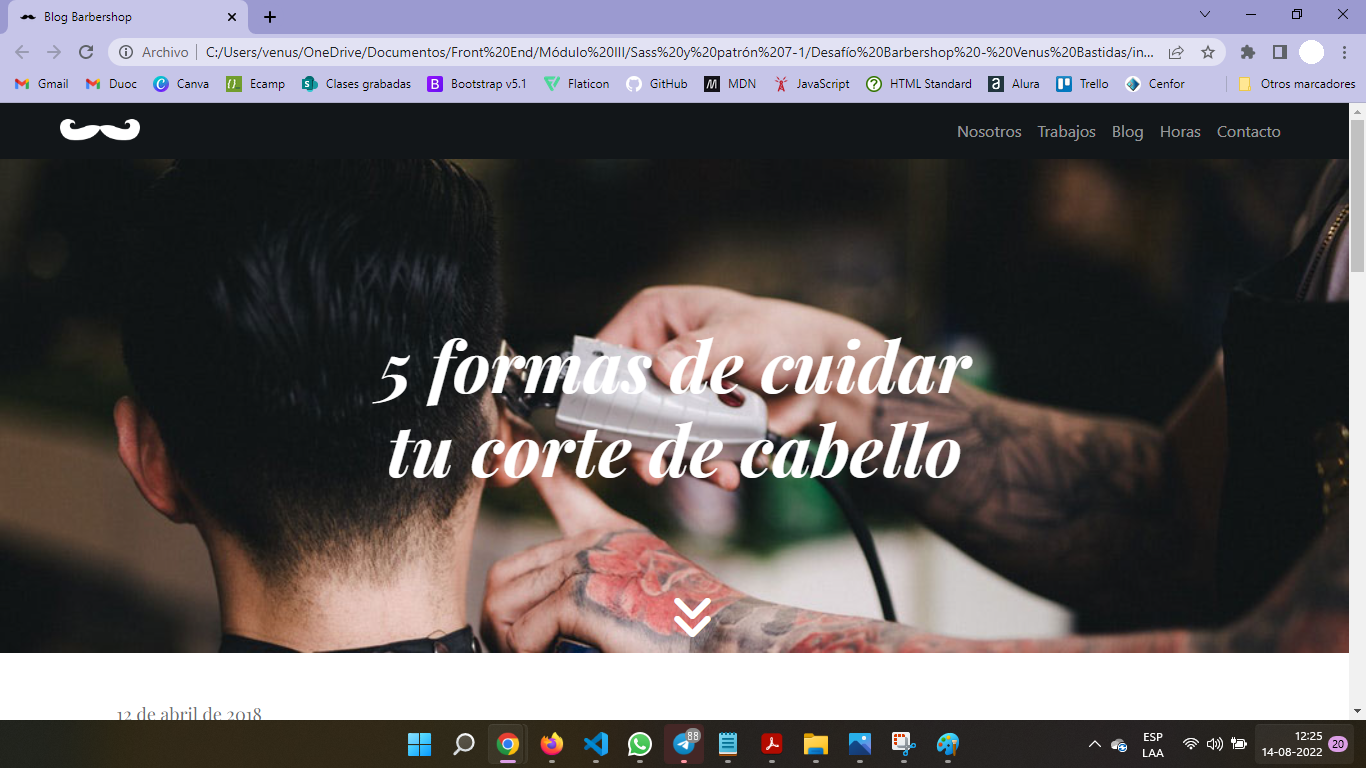 Blog Barbershop
Archivo C:/Users/venus/OneDrive/Documentos/Front%20End/Módulo%20III/Sass%20y%20patrón%207-1/Desafío%20Barbershop%20-%20Venus%20Bastidas/in...
Gmail Duoc Canva Ecamp Clases grabadas Bootstrap v5.1 Flaticon GitHub MDN JavaScript HTML Standard Alura Trello Cenfor Otros marcadores
Nosotros Trabajos Blog Horas Contacto
5 formas de cuidar
tu corte de cabello
12 de abril de 2018
88
ESP
LAA
12:25
14-08-2022
20